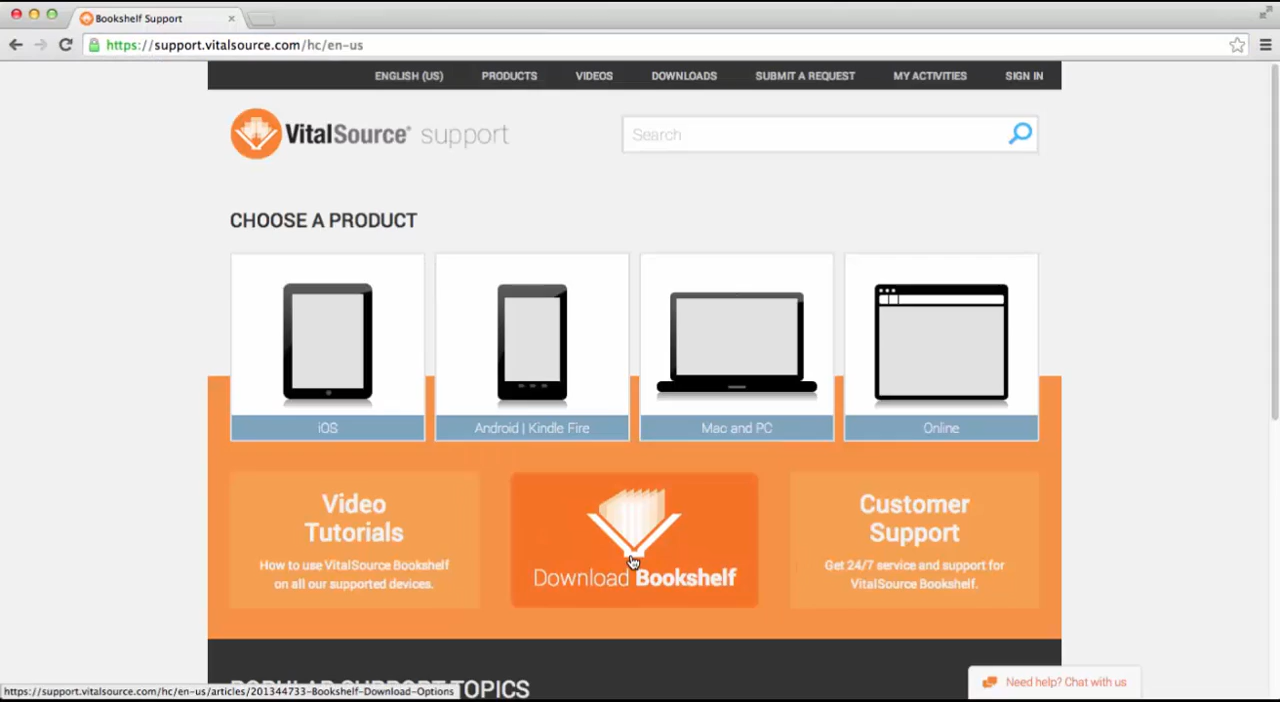 Bookshelf Support
https://support.vitalsource.com/hc/en-us
ENGLISH (US) PRODUCTS VIDEOS DOWNLOADS SUBMIT A REQUEST MY ACTIVITIES SIGN IN
VitalSource® support
Search
CHOOSE A PRODUCT
iOS
Android | Kindle Fire
Mac and PC
Online
Video
Tutorials
How to use VitalSource Bookshelf
on all our supported devices.
Download Bookshelf
Customer
Support
Get 24/7 service and support for
VitalSource Bookshelf.
POPULAR SUPPORT TOPICS
https://support.vitalsource.com/hc/en-us/articles/201344733-Bookshelf-Download-Options
Need help? Chat with us